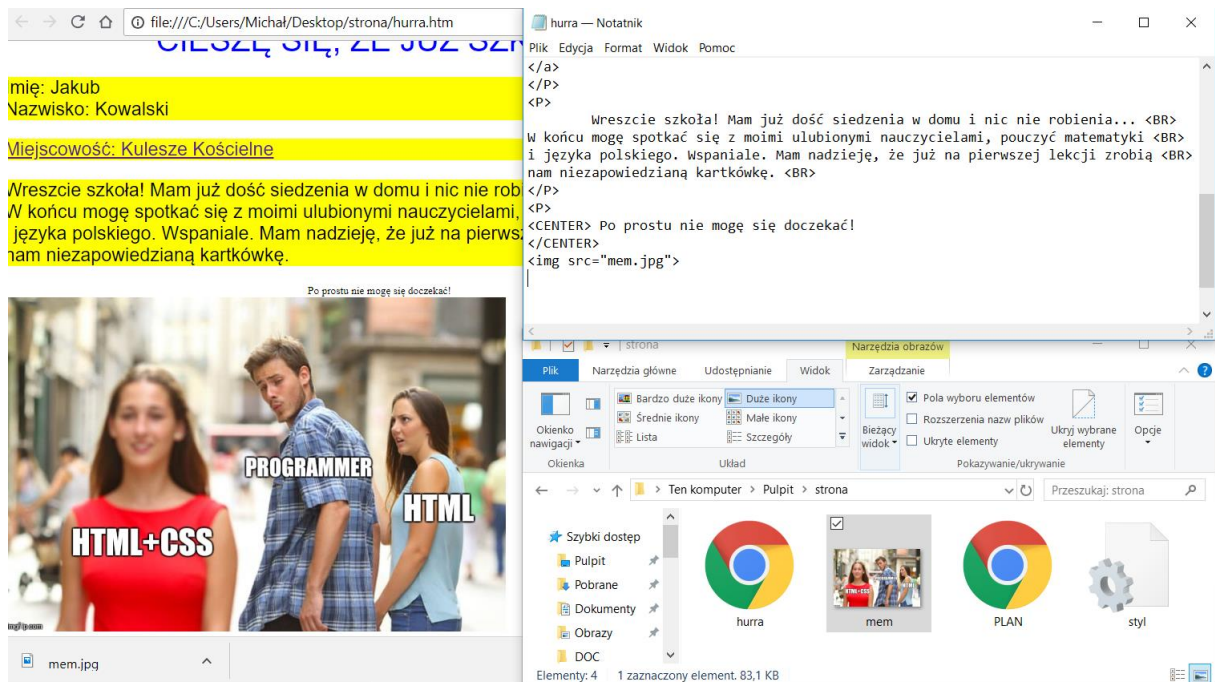 file:///C:/Users/Michał/Desktop/strona/hurra.htm
CIESZĘ SIĘ, ŻE JUŻ
mię: Jakub
Nazwisko: Kowalski
Miejscowość: Kulesze Kościelne
Wreszcie szkoła! Mam już dość siedzenia w domu i nic nie robi
W końcu mogę spotkać się z moimi ulubionymi nauczycielami,
języka polskiego. Wspaniale. Mam nadzieję, że już na pierws
nam niezapowiedzianą kartkówkę.
Po prostu nie mogę się doczekać!
PROGRAMMER
HTML
HTML+CSS
imgflip.com
mem.jpg
hurra — Notatnik
Plik Edycja Format Widok Pomoc
</a>
</P>
<P>
Wreszcie szkoła! Mam już dość siedzenia w domu i nic nie robienia... <BR>
W końcu mogę spotkać się z moimi ulubionymi nauczycielami, pouczyć matematyki <BR>
i języka polskiego. Wspaniale. Mam nadzieję, że już na pierwszej lekcji zrobią <BR>
nam niezapowiedzianą kartkówkę. <BR>
</P>
<P>
<CENTER> Po prostu nie mogę się doczekać!
</CENTER>
<img src="mem.jpg">
strona Narzędzia obrazów
Plik Narzędzia główne Udostępnianie Widok Zarządzanie
Okienko nawigacji
Bardzo duże ikony Duże ikony
Średnie ikony Małe ikony
Lista Szczegóły
Bieżący widok
Pola wyboru elementów
Rozszerzenia nazw plików
Ukryte elementy
Ukryj wybrane elementy
Opcje
Okienka Układ Pokazywanie/ukrywanie
Ten komputer > Pulpit > strona
Przeszukaj: strona
Szybki dostęp
Pulpit
Pobrane
Dokumenty
Obrazy
DOC
hurra mem PLAN styl
Elementy: 4 1 zaznaczony element. 83,1 KB